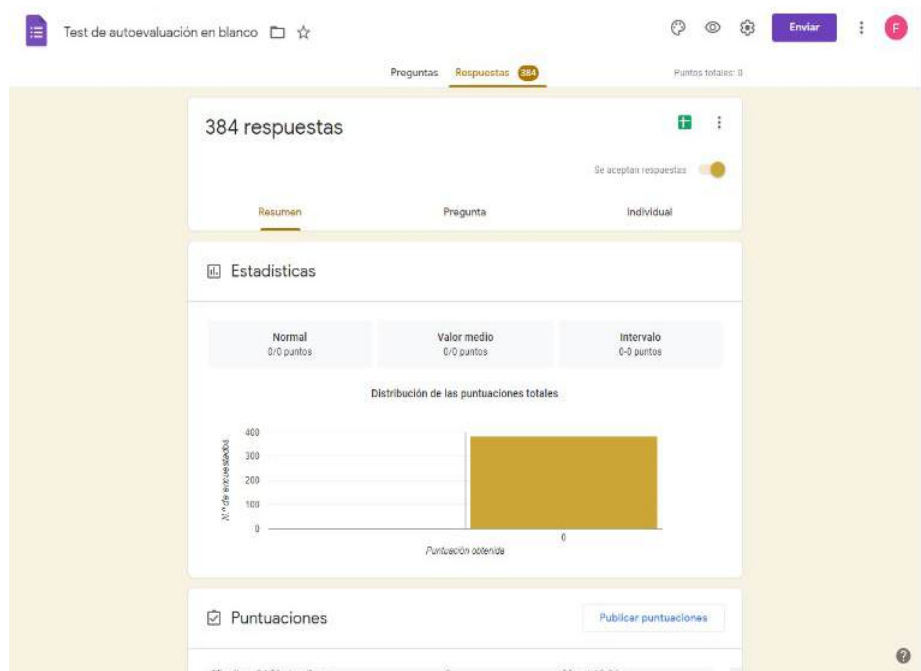 Test de autoevaluación en blanco
Enviar
F
Preguntas Respuestas 384
Puntos totales: 0
384 respuestas
Se aceptan respuestas
Resumen Pregunta Individual
Estadísticas
Normal Valor medio Intervalo
0/0 puntos 0/0 puntos 0-0 puntos
Distribución de las puntuaciones totales
400
300
200
100
0
N.º de encuestados
0
Puntuación obtenida
Puntuaciones
Publicar puntuaciones